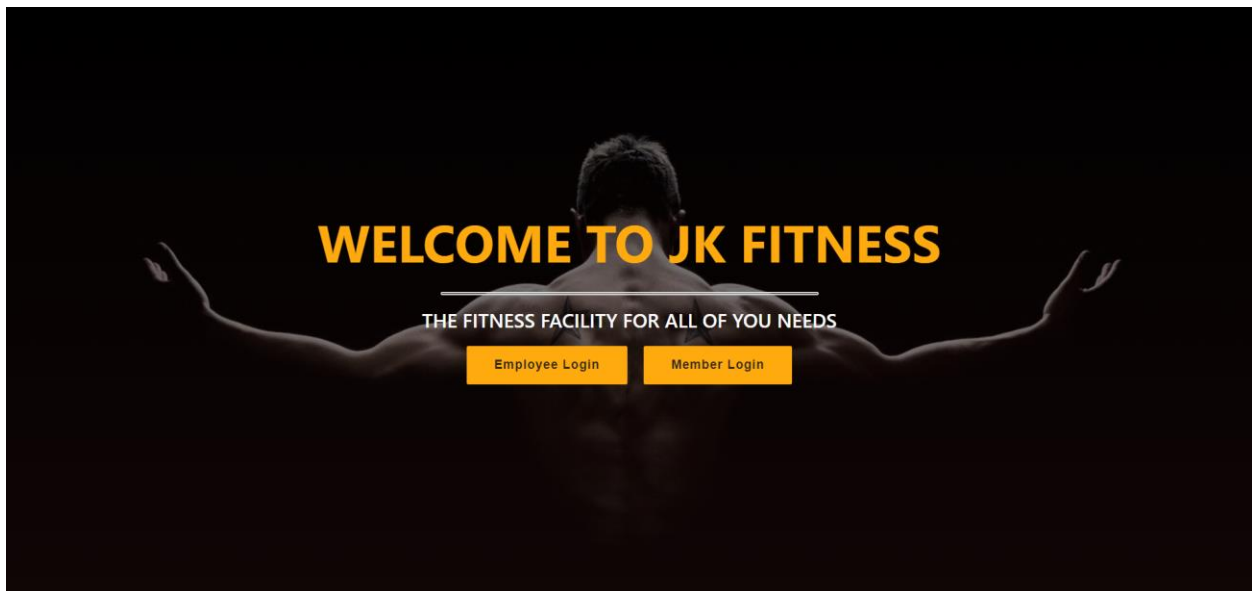 WELCOME TO JK FITNESS
THE FITNESS FACILITY FOR ALL OF YOU NEEDS
Employee Login Member Login